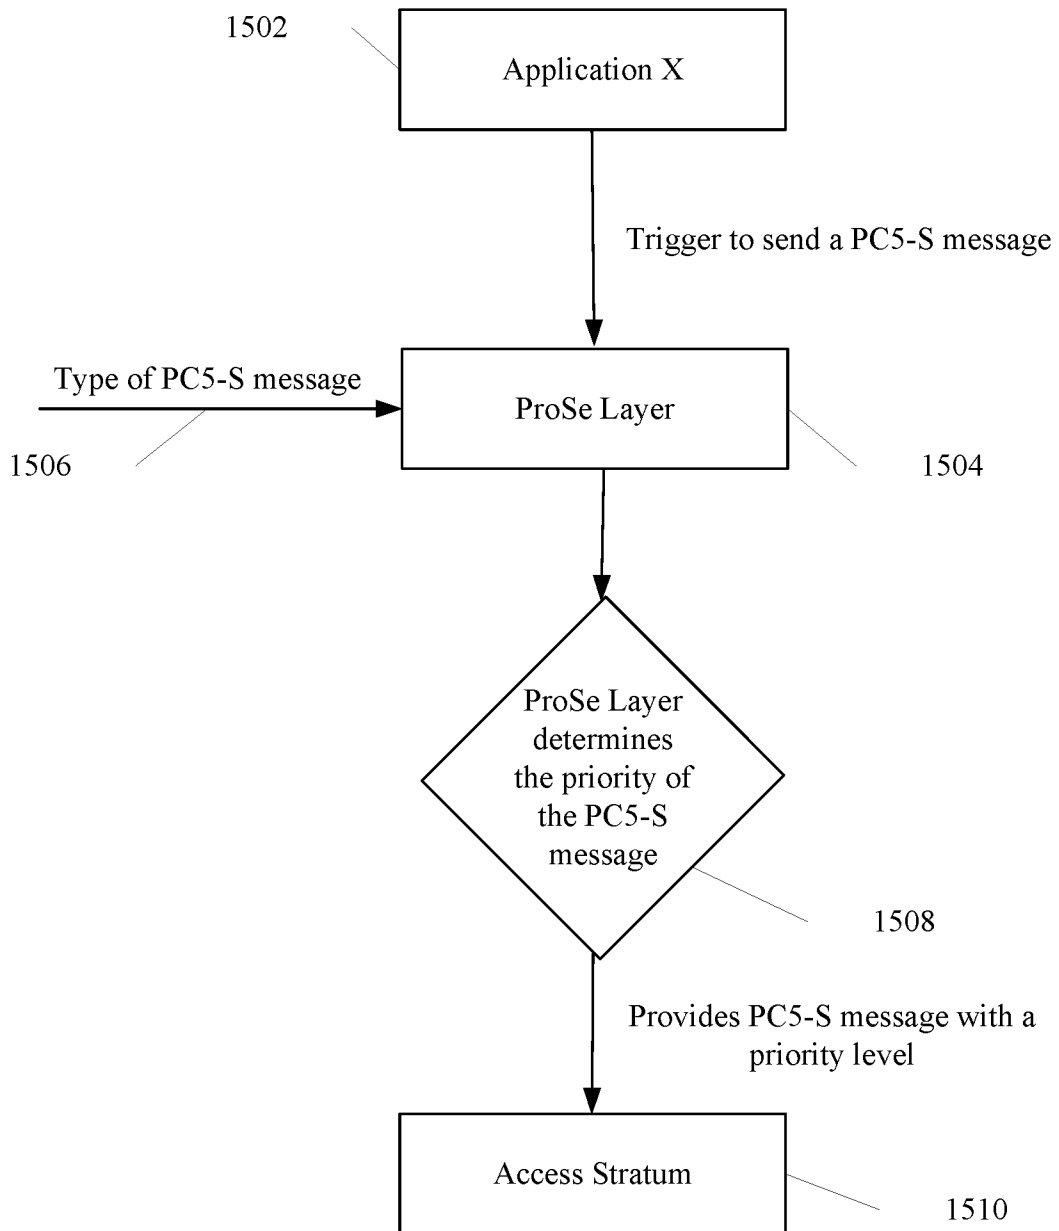 1502
Application X
Trigger to send a PC5-S message
Type of PC5-S message
ProSe Layer
1506
1504
ProSe Layer
determines
the priority of
the PC5-S
message
1508
Provides PC5-S message with a
priority level
Access Stratum
1510